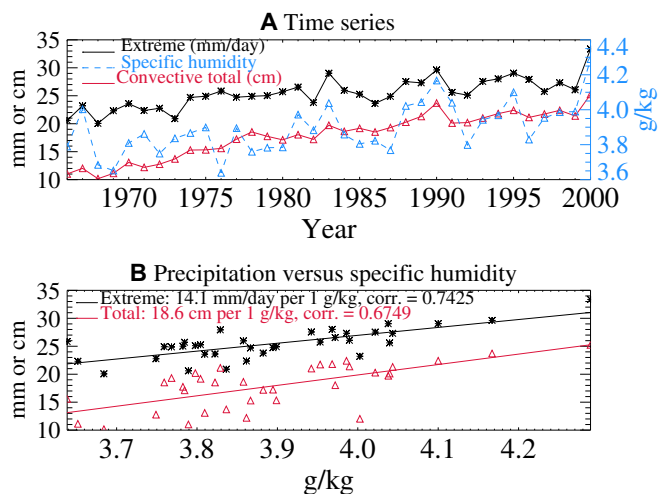 A Time series
Extreme (mm/day)
Specific humidity
Convective total (cm)
35
30
25
20
15
10
mm or cm
4.4
4.2
4.0
3.8
3.6
g/kg
1970 1975 1980 1985 1990 1995 2000
Year
B Precipitation versus specific humidity
Extreme: 14.1 mm/day per 1 g/kg, corr. = 0.7425
Total: 18.6 cm per 1 g/kg, corr. = 0.6749
35
30
25
20
15
10
mm or cm
3.7 3.8 3.9 4.0 4.1 4.2
g/kg